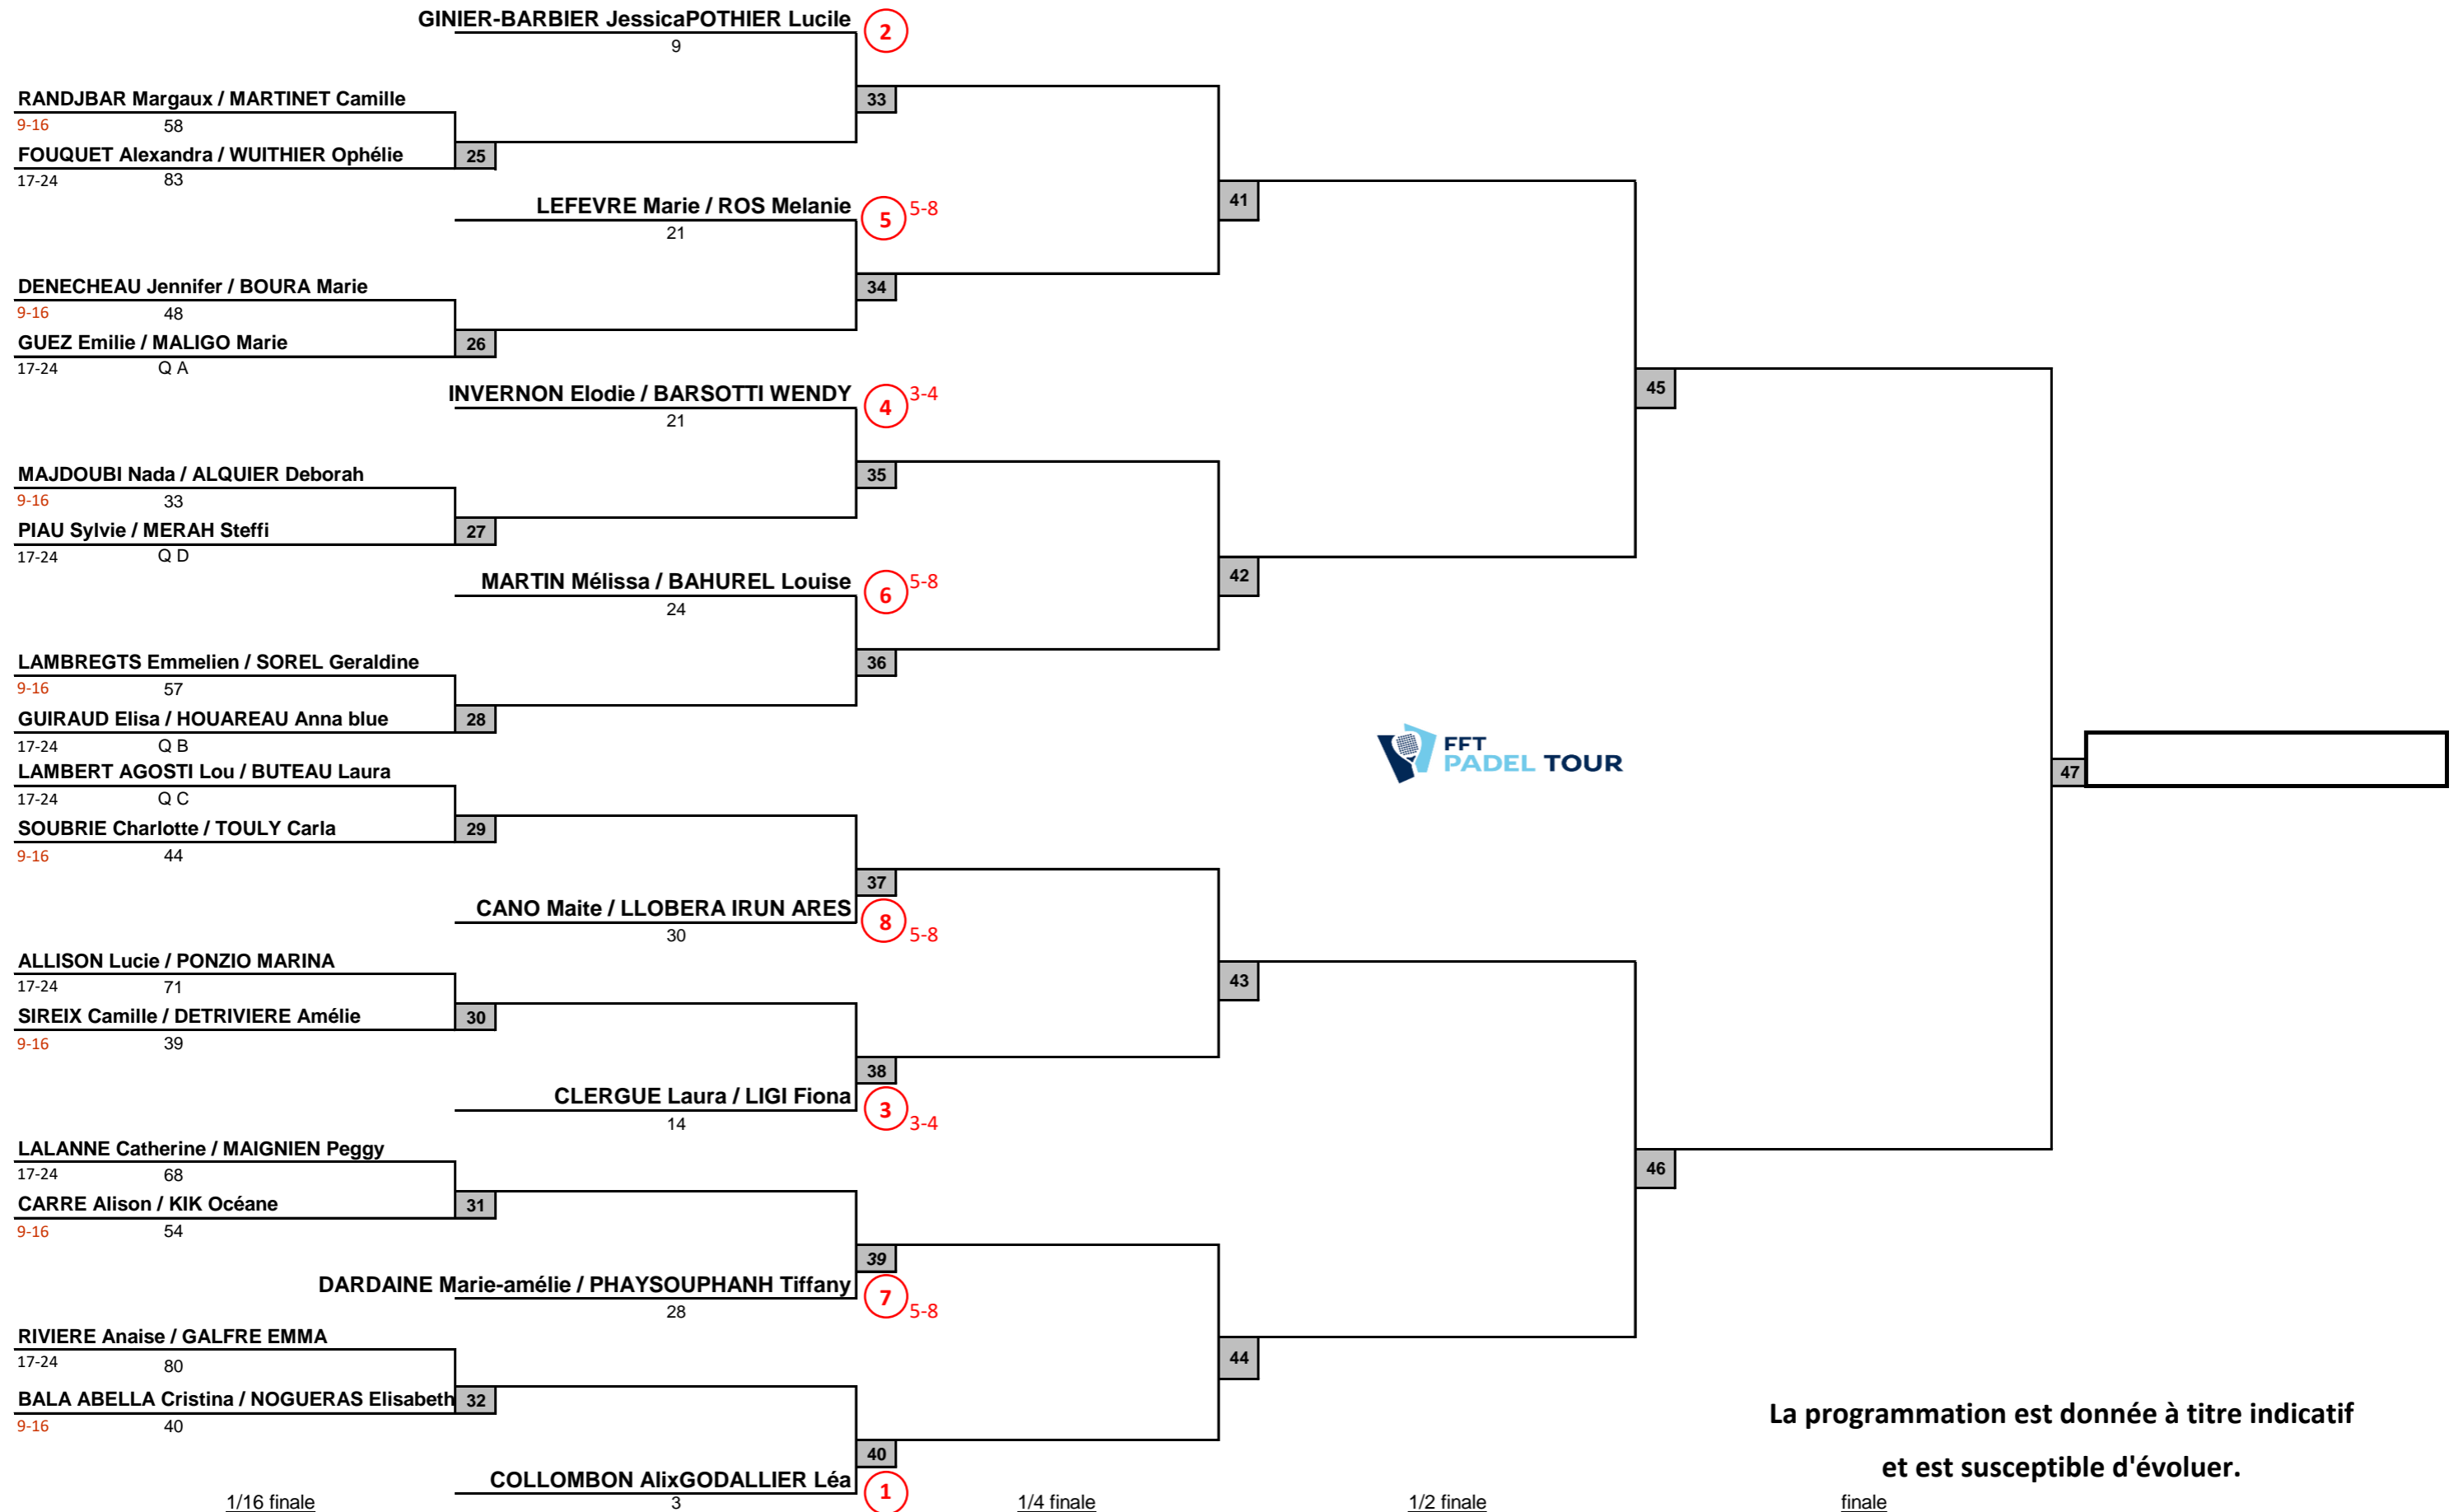 GINIER-BARBIER JessicaPOTHIER Lucile
2
9
RANDJBAR Margaux / MARTINET Camille
33
9-16 58
FOUQUET Alexandra / WUITHIER Ophélie
25
17-24 83
LEFEVRE Marie / ROS Melanie
5 5-8
41
21
DENECHEAU Jennifer / BOURA Marie
34
9-16 48
GUEZ Emilie / MALIGO Marie
26
17-24 Q A
INVERNON Elodie / BARSOTTI WENDY
4 3-4
45
21
MAJDOUBI Nada / ALQUIER Deborah
35
9-16 33
PIAU Sylvie / MERAH Steffi
27
17-24 Q D
MARTIN Mélissa / BAHUREL Louise
6 5-8
42
24
LAMBREGTS Emmelien / SOREL Geraldine
36
9-16 57
GUIRAUD Elisa / HOUAREAU Anna blue
28
17-24 Q B
FFT
PADEL TOUR
LAMBERT AGOSTI Lou / BUTEAU Laura
47
17-24 Q C
SOUBRIE Charlotte / TOULY Carla
29
9-16 44
37
CANO Maite / LLOBERA IRUN ARES
8 5-8
30
ALLISON Lucie / PONZIO MARINA
43
17-24 71
SIREIX Camille / DETRIVIERE Amélie
30
9-16 39
38
CLERGUE Laura / LIGI Fiona
3 3-4
14
LALANNE Catherine / MAIGNIEN Peggy
46
17-24 68
CARRE Alison / KIK Océane
31
9-16 54
39
DARDAINE Marie-amélie / PHAYSOUPHANH Tiffany
7 5-8
28
RIVIERE Anaise / GALFRE EMMA
44
17-24 80
BALA ABELLA Cristina / NOGUERAS Elisabeth
32
9-16 40
La programmation est donnée à titre indicatif
et est susceptible d'évoluer.
40
COLLOMBON AlixGODALLIER Léa
1
3
1/16 finale 1/4 finale 1/2 finale finale